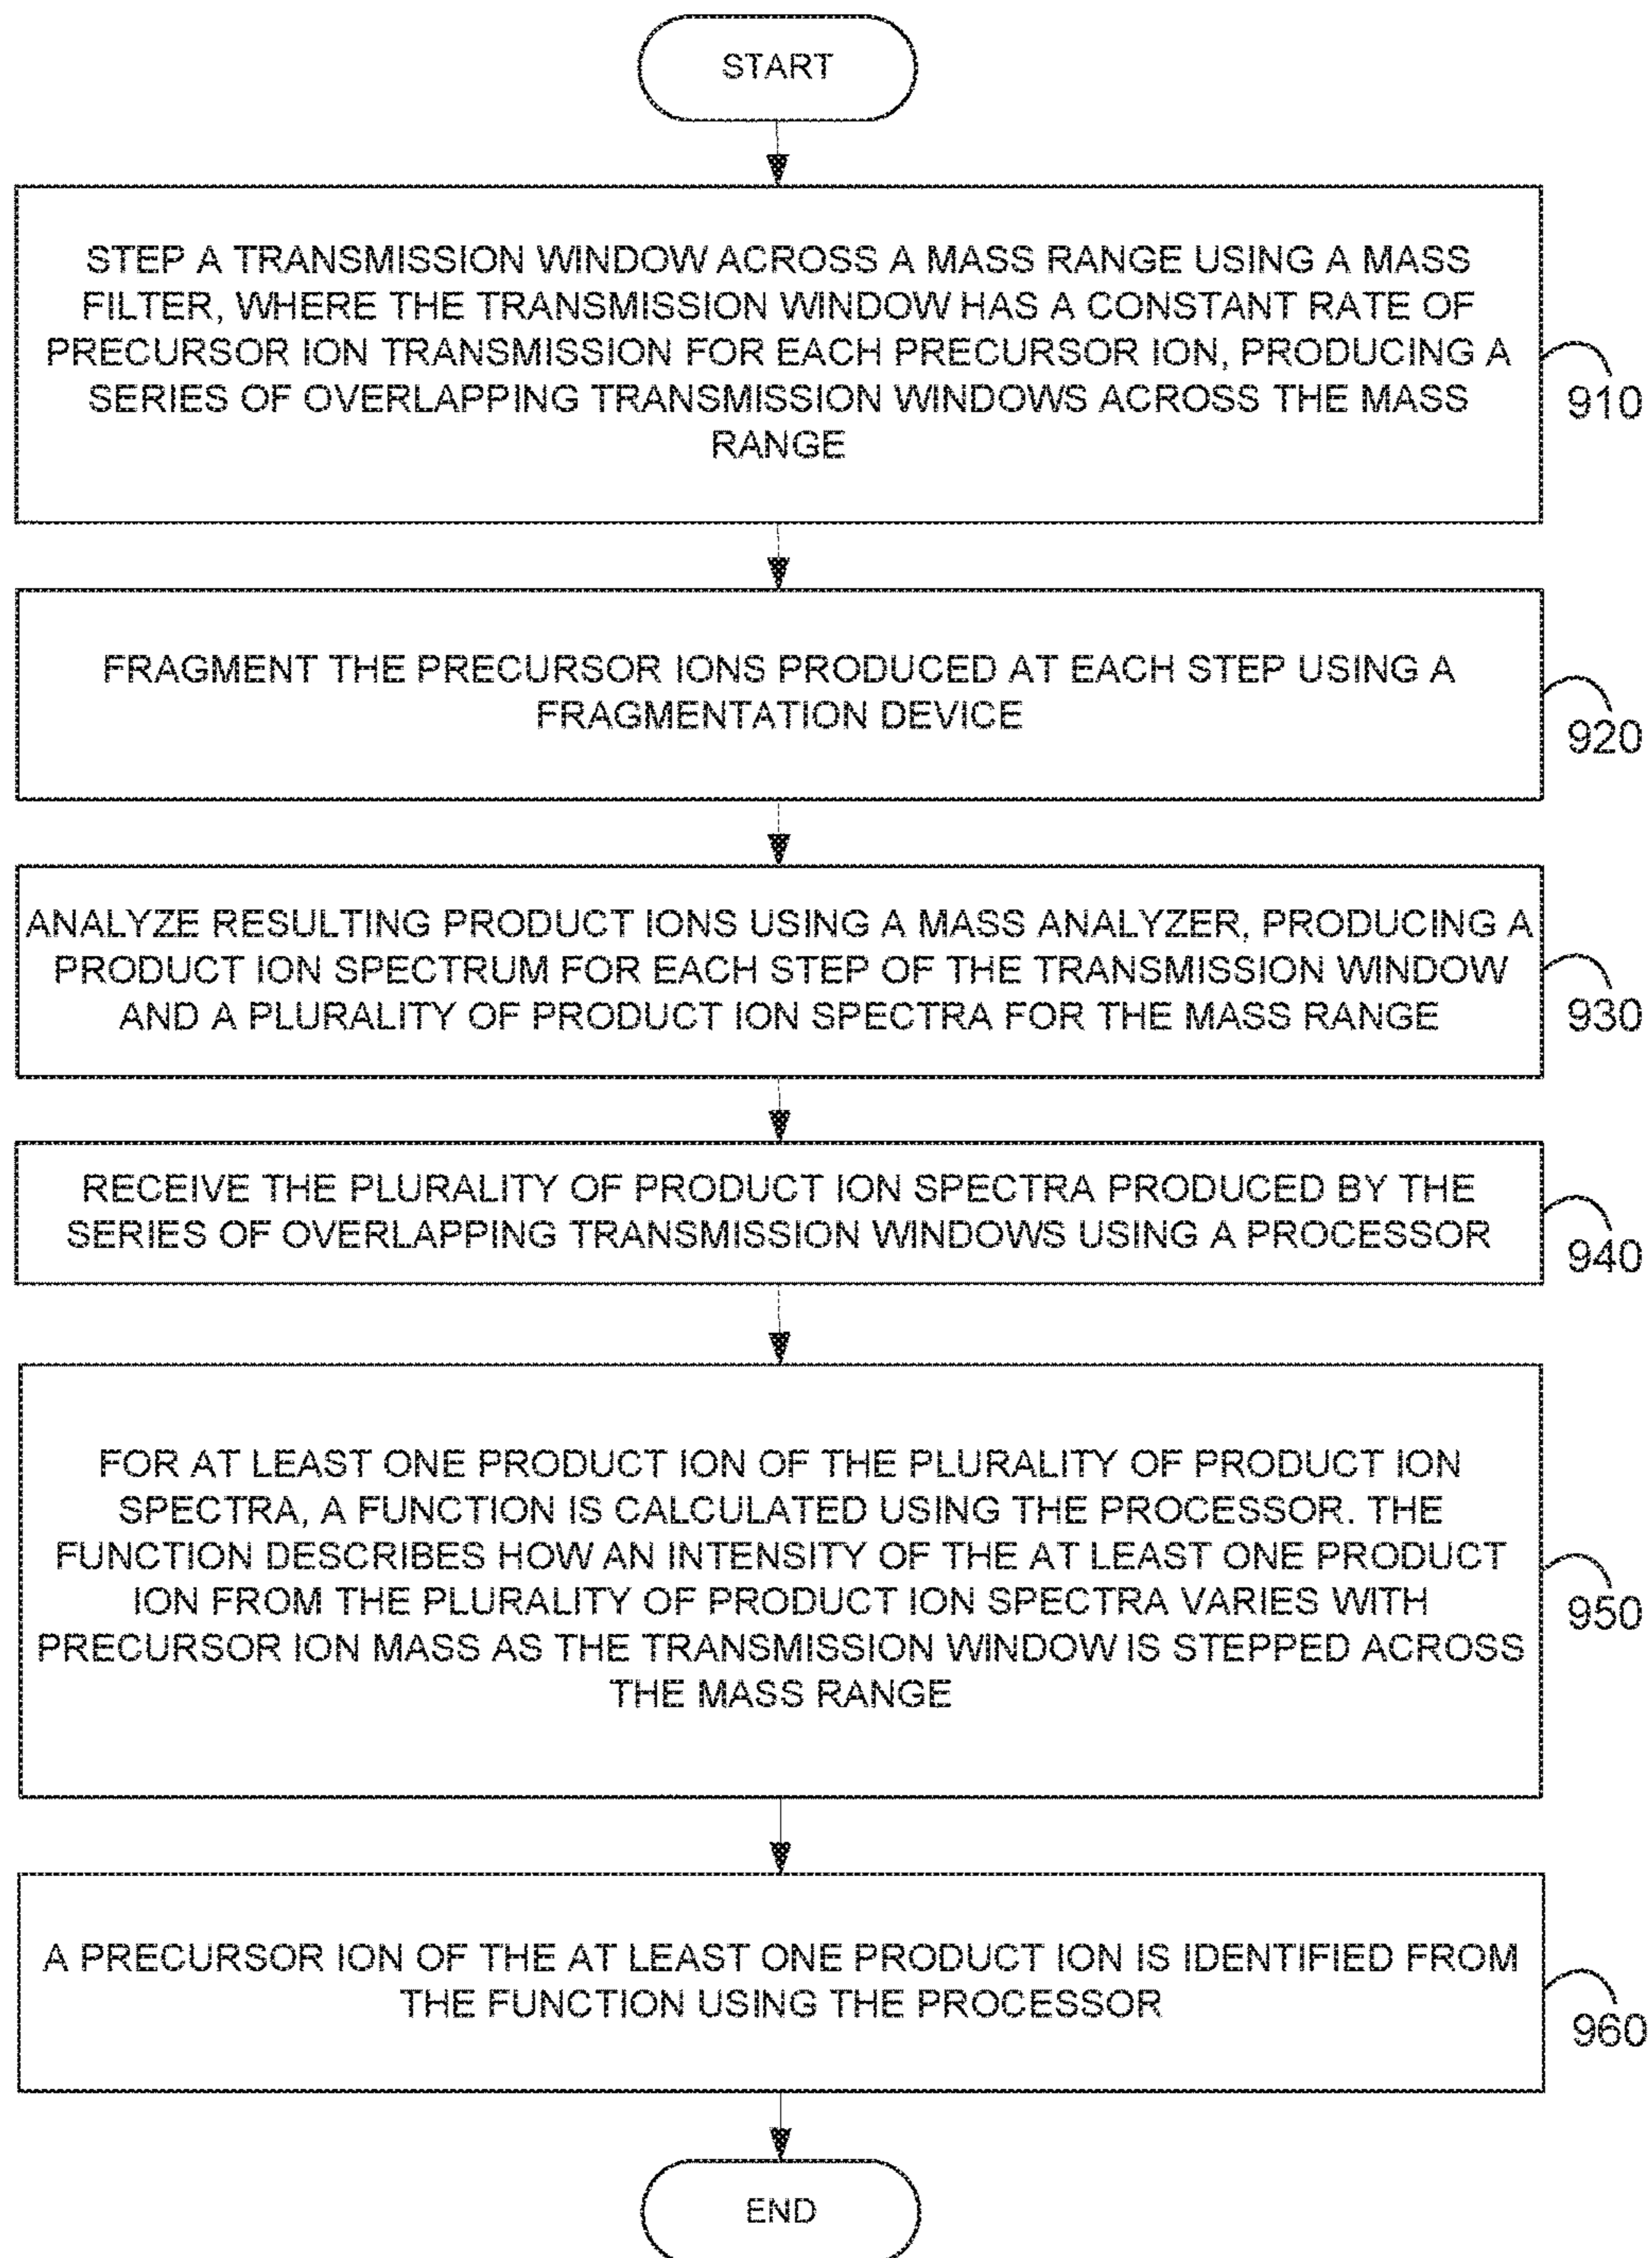 START
STEP A TRANSMISSION WINDOW ACROSS A MASS RANGE USING A MASS
FILTER, WHERE THE TRANSMISSION WINDOW HAS A CONSTANT RATE OF
PRECURSOR ION TRANSMISSION FOR EACH PRECURSOR ION, PRODUCING A
SERIES OF OVERLAPPING TRANSMISSION WINDOWS ACROSS THE MASS
RANGE
910
FRAGMENT THE PRECURSOR IONS PRODUCED AT EACH STEP USING A
FRAGMENTATION DEVICE
920
ANALYZE RESULTING PRODUCT IONS USING A MASS ANALYZER, PRODUCING A
PRODUCT ION SPECTRUM FOR EACH STEP OF THE TRANSMISSION WINDOW
AND A PLURALITY OF PRODUCT ION SPECTRA FOR THE MASS RANGE
930
RECEIVE THE PLURALITY OF PRODUCT ION SPECTRA PRODUCED BY THE
SERIES OF OVERLAPPING TRANSMISSION WINDOWS USING A PROCESSOR
940
FOR AT LEAST ONE PRODUCT ION OF THE PLURALITY OF PRODUCT ION
SPECTRA, A FUNCTION IS CALCULATED USING THE PROCESSOR. THE
FUNCTION DESCRIBES HOW AN INTENSITY OF THE AT LEAST ONE PRODUCT
ION FROM THE PLURALITY OF PRODUCT ION SPECTRA VARIES WITH
PRECURSOR ION MASS AS THE TRANSMISSION WINDOW IS STEPPED ACROSS
THE MASS RANGE
950
A PRECURSOR ION OF THE AT LEAST ONE PRODUCT ION IS IDENTIFIED FROM
THE FUNCTION USING THE PROCESSOR
960
END